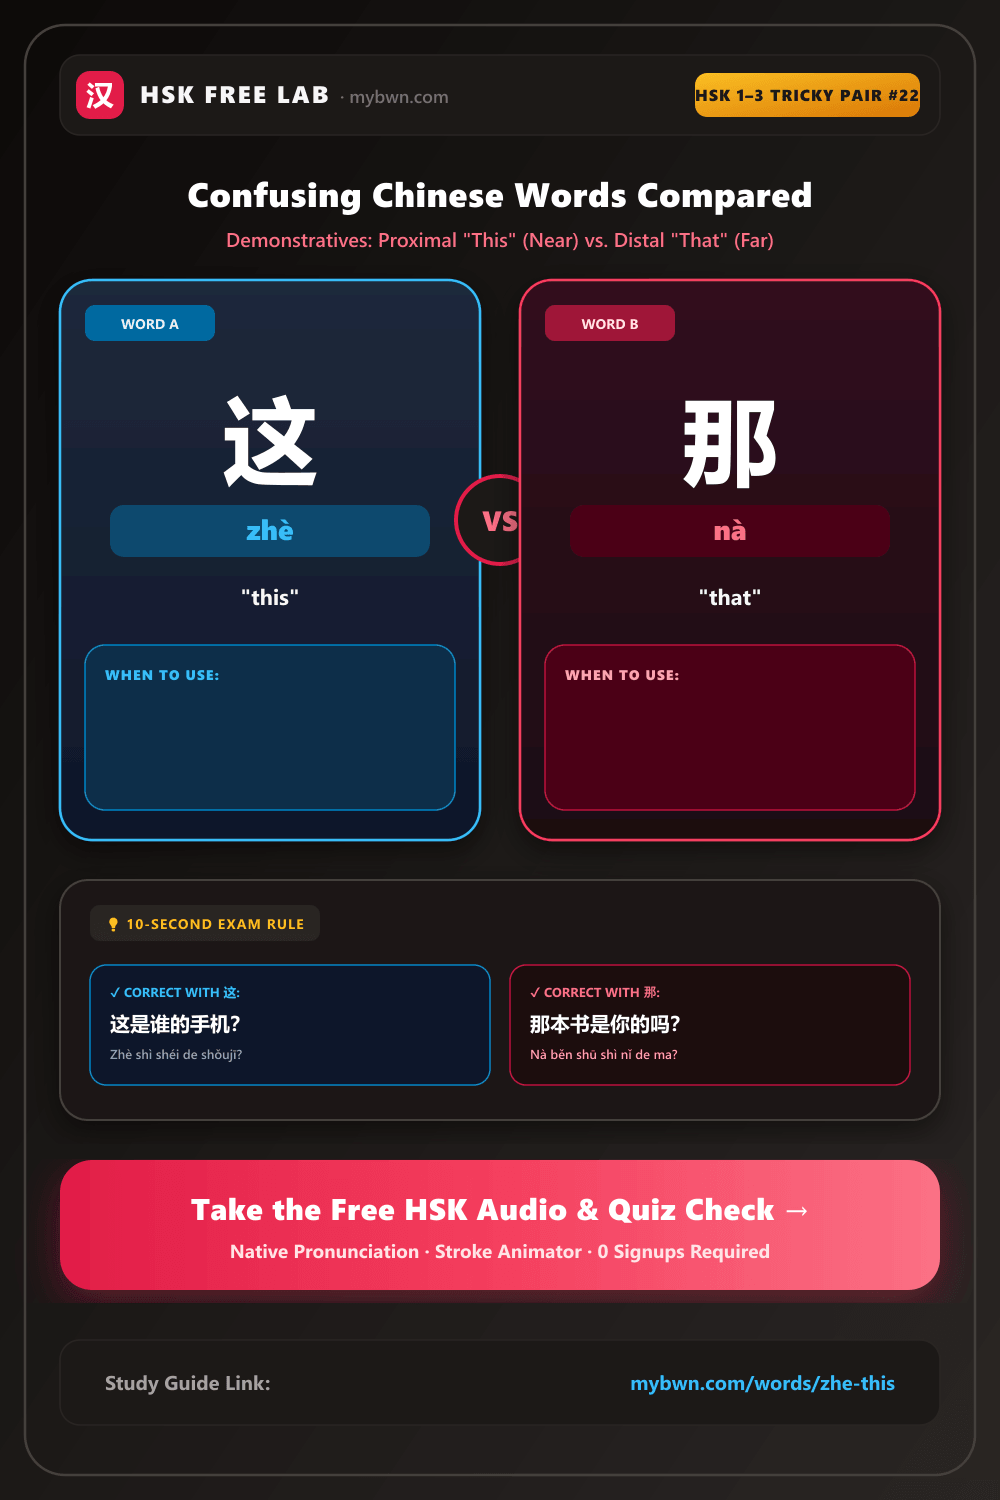 汉 HSK FREE LAB · mybwn.com
HSK 1–3 TRICKY PAIR #22
Confusing Chinese Words Compared
Demonstratives: Proximal "This" (Near) vs. Distal "That" (Far)
WORD A
这
zhè
"this"
WHEN TO USE:
VS
WORD B
那
nà
"that"
WHEN TO USE:
10-SECOND EXAM RULE
✓ CORRECT WITH 这:
这是谁的手机？
Zhè shì shéi de shǒujī?
✓ CORRECT WITH 那:
那本书是你的吗？
Nà běn shū shì nǐ de ma?
Take the Free HSK Audio & Quiz Check →
Native Pronunciation · Stroke Animator · 0 Signups Required
Study Guide Link:
mybwn.com/words/zhe-this